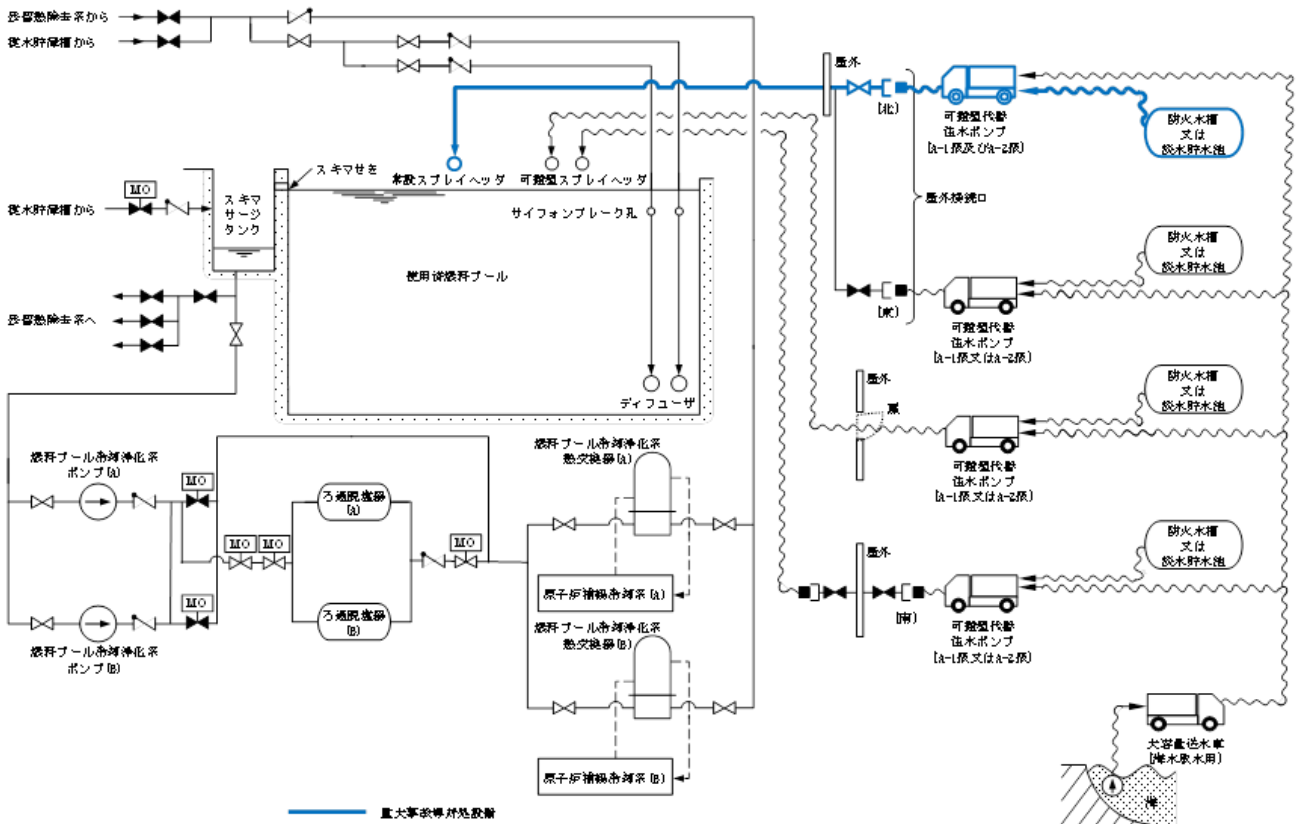 残留熱除去系から
復水貯蔵槽から
屋外
[北]
可搬型代替
注水ポンプ
[A-1級及びA-2級]
防火水槽
又は
淡水貯水池
常設スプレイヘッダ
可搬型スプレイヘッダ
スキマせき
MO
復水貯蔵槽から
スキマ
サージ
タンク
サイフォンブレーク孔
屋外接続口
使用済燃料プール
防火水槽
又は
淡水貯水池
[東]
可搬型代替
注水ポンプ
[A-1級又はA-2級]
残留熱除去系へ
ディフューザ
屋外
扉
防火水槽
又は
淡水貯水池
可搬型代替
注水ポンプ
[A-1級又はA-2級]
燃料プール冷却浄化系
ポンプ(A)
MO
燃料プール冷却浄化系
熱交換器(A)
ろ過脱塩器
(A)
MO
MO
MO
原子炉補機冷却系(A)
屋外
防火水槽
又は
淡水貯水池
[南]
可搬型代替
注水ポンプ
[A-1級又はA-2級]
MO
ろ過脱塩器
(B)
燃料プール冷却浄化系
ポンプ(B)
燃料プール冷却浄化系
熱交換器(B)
原子炉補機冷却系(B)
大容量送水車
[海水取水用]
海
重大事故等対処設備